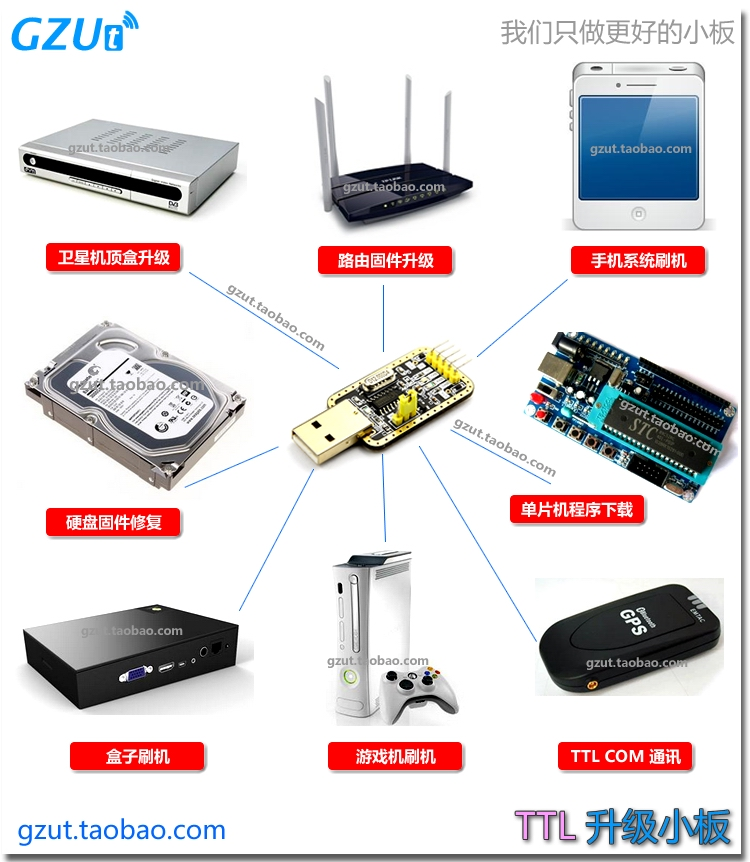 GZUt
我们只做更好的小板
gzut.taobao.com
gzut.taobao.com
TP-LINK
gzut.taobao.com
DVB
卫星机顶盒升级
路由固件升级
手机系统刷机
gzut.taobao.com
gzut.taobao.com
gzut.taobao.com
STC
gzut.taobao.com
硬盘固件修复
单片机程序下载
gzut.taobao.com
gzut.taobao.com
Bluetooth
GPS
EMTAC
gzut.taobao.com
盒子刷机
游戏机刷机
TTL COM 通讯
gzut.taobao.com
TTL 升级小板